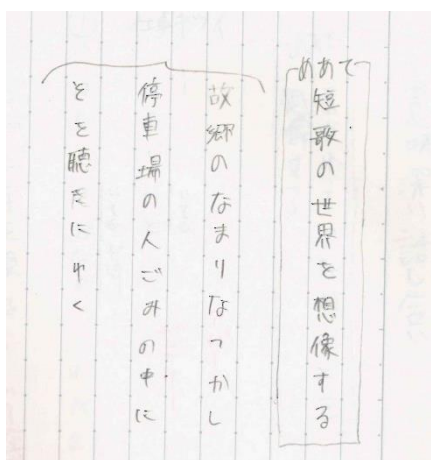 めあて
短歌の世界を想像する
故郷のなまりなつかし
停車場の人ごみの中に
そを聴きにゆく